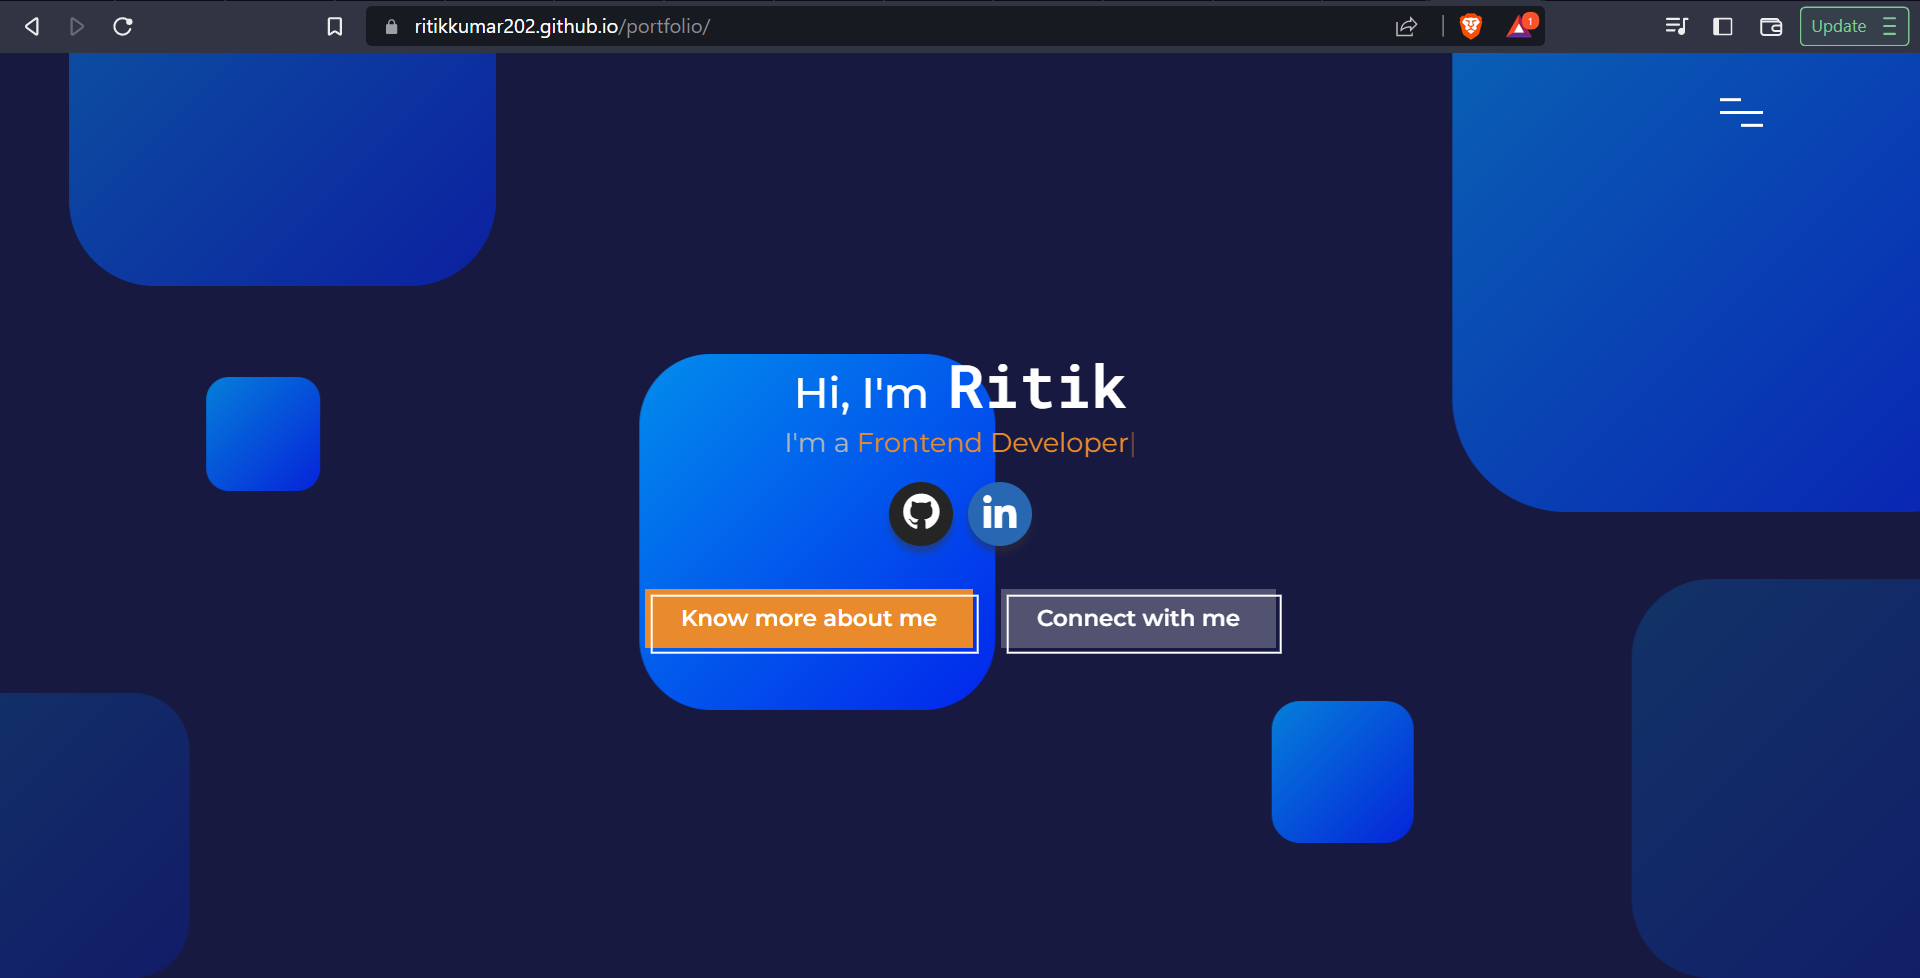 ritikkumar202.github.io/portfolio/
1
Update
Hi, I'm Ritik
I'm a Frontend Developer|
in
Know more about me
Connect with me